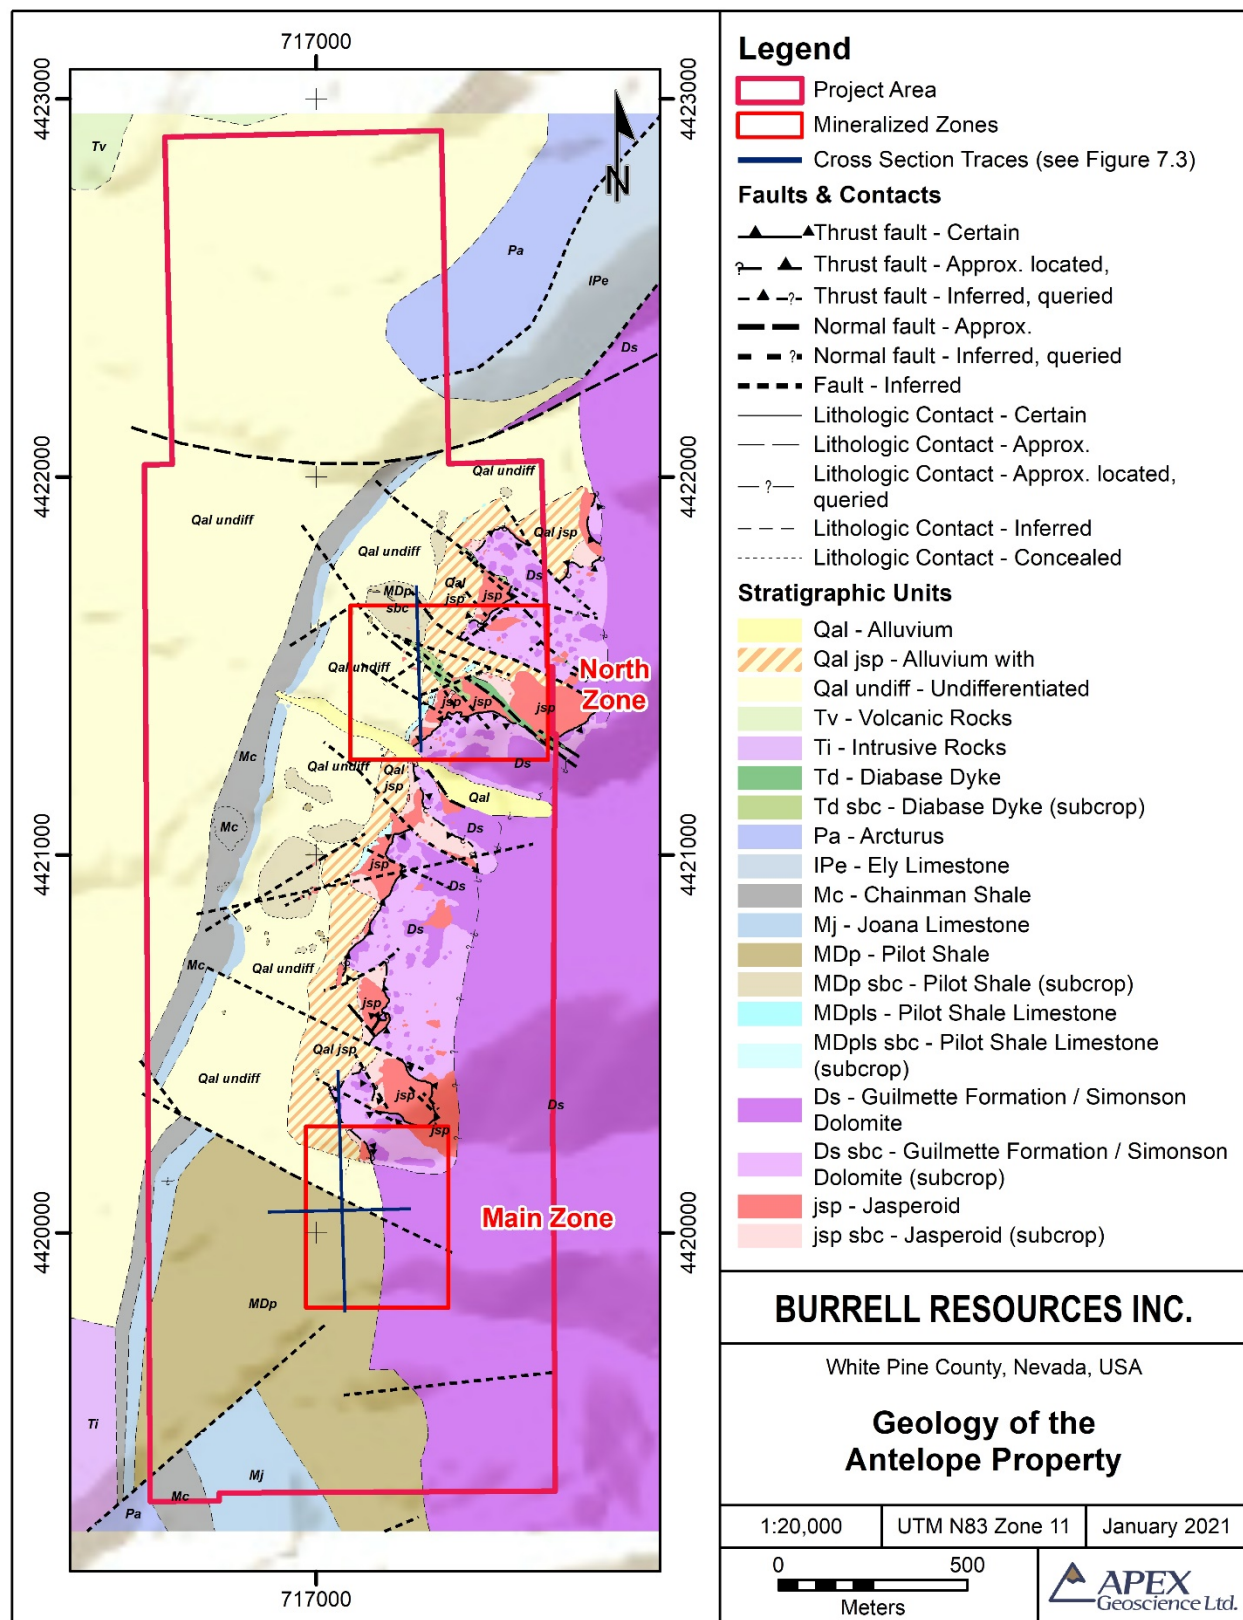 717000
4423000
4423000
Tv
Pa
IPe
Ds
4422000
4422000
Qal undiff
Qal undiff
Qal jsp
Qal undiff
Ds
MDp
sbc
Qal
jsp
jsp
Qal undiff
North
Zone
jsp
jsp
jsp
Mc
Qal undiff
Qal
jsp
Ds
Qal
Mc
Ds
4421000
4421000
jsp
Ds
Ds
Mc
Qal undiff
jsp
Qal jsp
Qal undiff
jsp
Ds
jsp
Main Zone
4420000
4420000
MDp
Ti
Mj
Mc
Pa
717000
N
Legend
Project Area
Mineralized Zones
Cross Section Traces (see Figure 7.3)
Faults & Contacts
Thrust fault - Certain
? Thrust fault - Approx. located,
? Thrust fault - Inferred, queried
Normal fault - Approx.
? Normal fault - Inferred, queried
Fault - Inferred
Lithologic Contact - Certain
Lithologic Contact - Approx.
? Lithologic Contact - Approx. located,
queried
Lithologic Contact - Inferred
Lithologic Contact - Concealed
Stratigraphic Units
Qal - Alluvium
Qal jsp - Alluvium with
Qal undiff - Undifferentiated
Tv - Volcanic Rocks
Ti - Intrusive Rocks
Td - Diabase Dyke
Td sbc - Diabase Dyke (subcrop)
Pa - Arcturus
IPe - Ely Limestone
Mc - Chainman Shale
Mj - Joana Limestone
MDp - Pilot Shale
MDp sbc - Pilot Shale (subcrop)
MDpls - Pilot Shale Limestone
MDpls sbc - Pilot Shale Limestone
(subcrop)
Ds - Guilmette Formation / Simonson
Dolomite
Ds sbc - Guilmette Formation / Simonson
Dolomite (subcrop)
jsp - Jasperoid
jsp sbc - Jasperoid (subcrop)
BURRELL RESOURCES INC.
White Pine County, Nevada, USA
Geology of the
Antelope Property
1:20,000 UTM N83 Zone 11 January 2021
0 500
Meters
APEX
Geoscience Ltd.